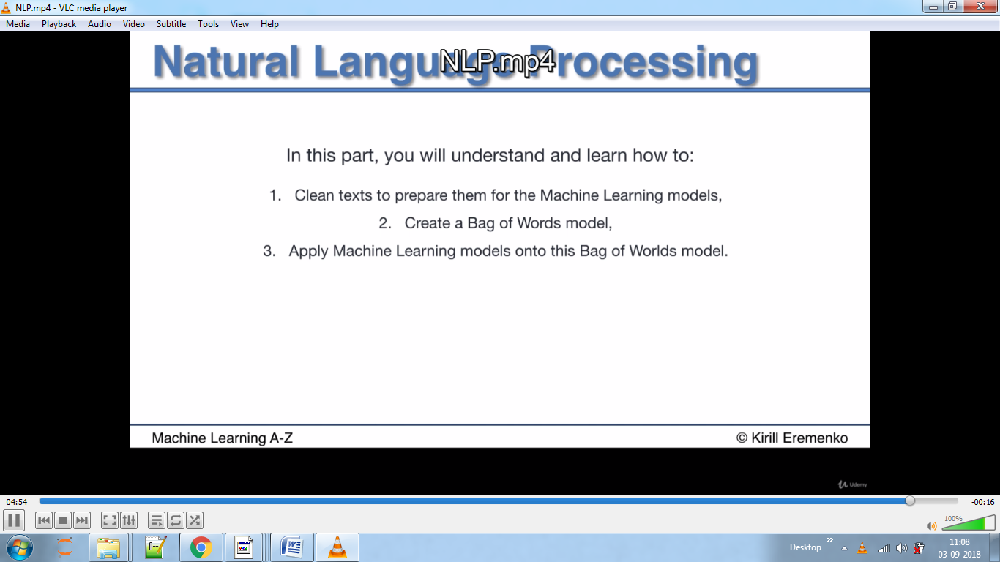 NLP.mp4 - VLC media player
Media Playback Audio Video Subtitle Tools View Help
Natural Language Processing
NLP.mp4
In this part, you will understand and learn how to:
1. Clean texts to prepare them for the Machine Learning models,
2. Create a Bag of Words model,
3. Apply Machine Learning models onto this Bag of Worlds model.
Machine Learning A-Z © Kirill Eremenko
Udemy
04:54 -00:16
100%
Desktop 11:08
03-09-2018